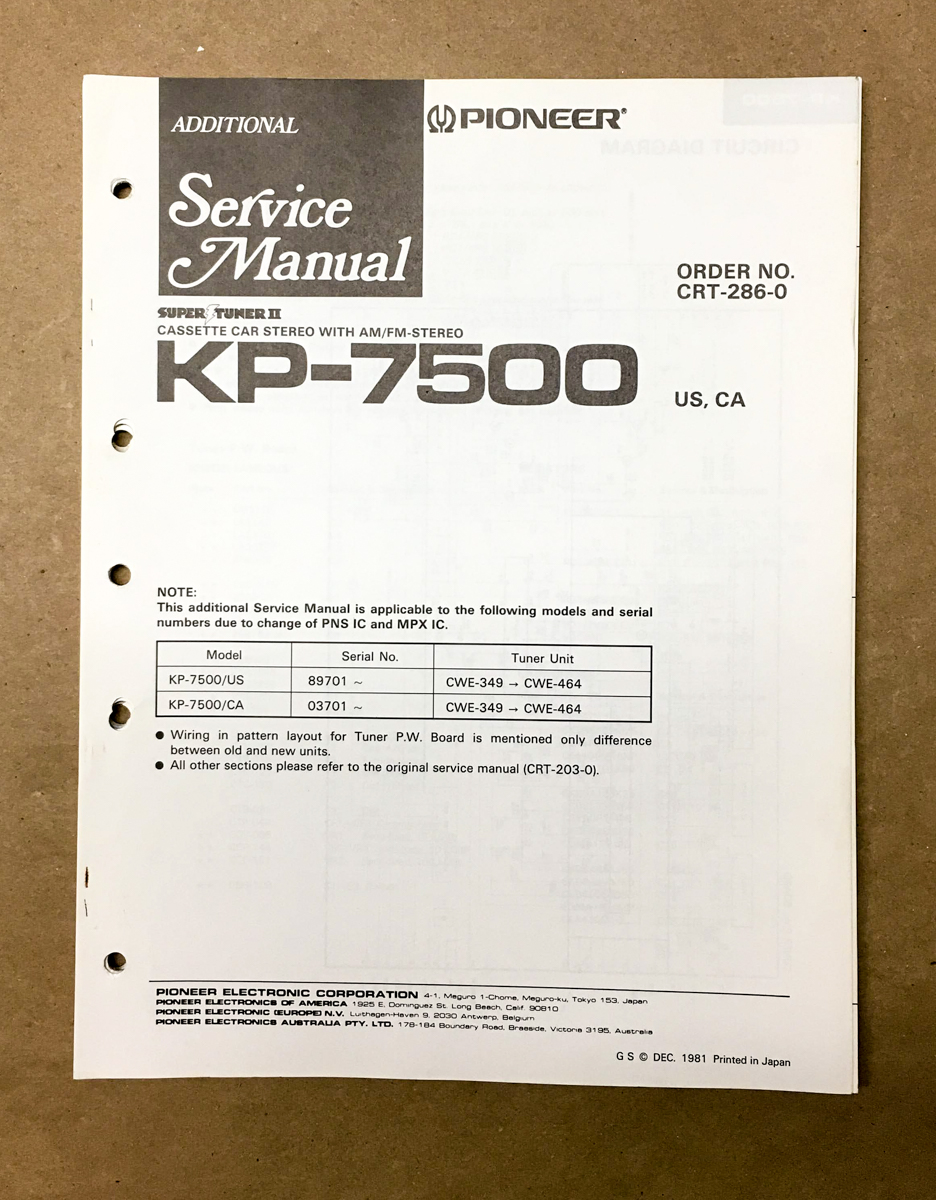 ADDITIONAL
Service
Manual
PIONEER®
ORDER NO.
CRT-286-0
SUPER TUNER II
CASSETTE CAR STEREO WITH AM/FM-STEREO
KP-7500
US, CA
NOTE:
This additional Service Manual is applicable to the following models and serial
numbers due to change of PNS IC and MPX IC.
Model Serial No. Tuner Unit
KP-7500/US 89701 ~ CWE-349 → CWE-464
KP-7500/CA 03701 ~ CWE-349 → CWE-464
● Wiring in pattern layout for Tuner P.W. Board is mentioned only difference
between old and new units.
● All other sections please refer to the original service manual (CRT-203-0).
PIONEER ELECTRONIC CORPORATION 4-1, Meguro 1-Chome, Meguro-ku, Tokyo 153, Japan
PIONEER ELECTRONICS OF AMERICA 1925 E. Dominguez St. Long Beach, Calif. 90810
PIONEER ELECTRONIC (EUROPE) N.V. Luithagen-Haven 9, 2030 Antwerp, Belgium
PIONEER ELECTRONICS AUSTRALIA PTY. LTD. 178-184 Boundary Road, Braeside, Victoria 3195, Australia
G S © DEC. 1981 Printed in Japan
KP-7500
CIRCUIT DIAGRAM